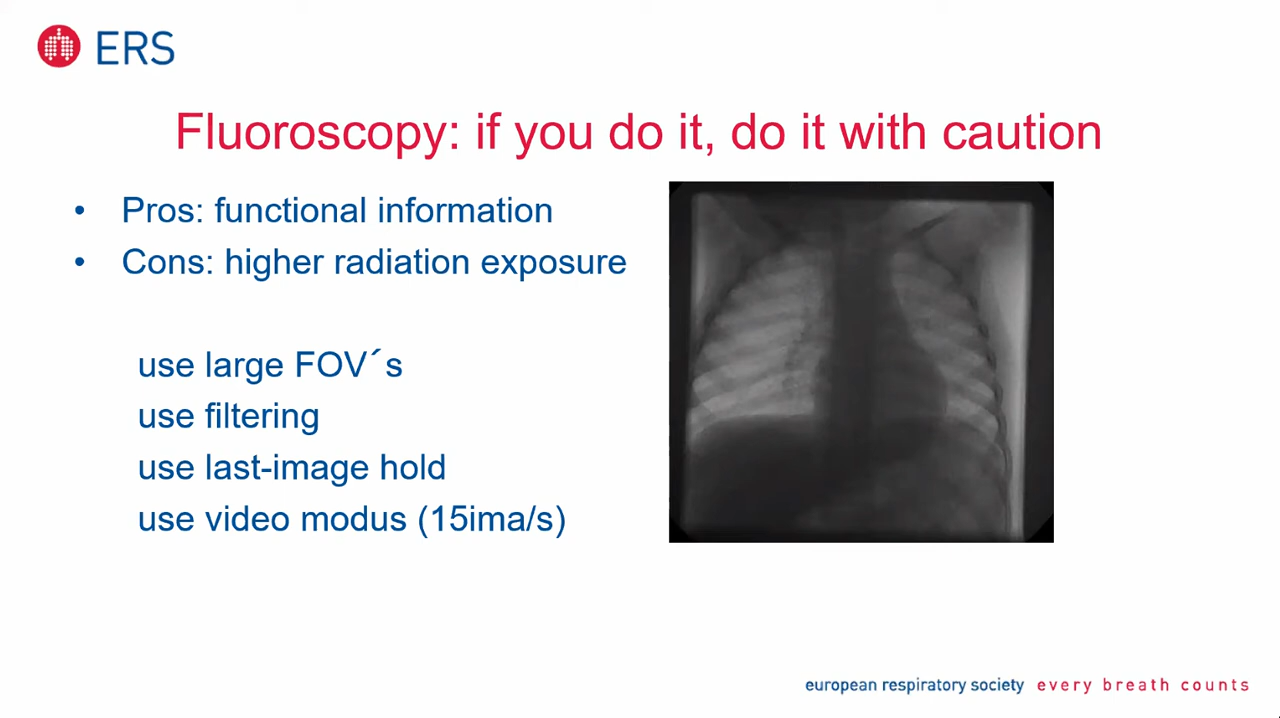 ERS
Fluoroscopy: if you do it, do it with caution
• Pros: functional information
• Cons: higher radiation exposure
use large FOV´s
use filtering
use last-image hold
use video modus (15ima/s)
european respiratory society every breath counts